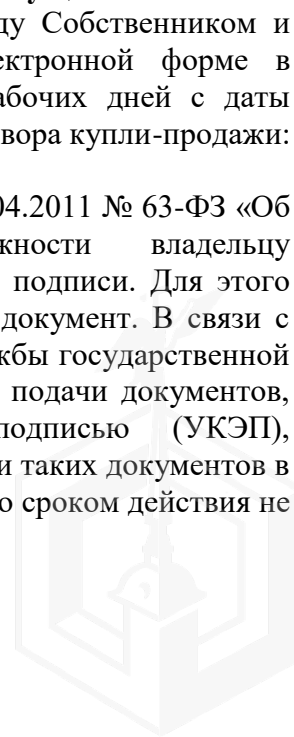 ду Собственником и
ектронной форме в
абочих дней с даты
вора купли-продажи:
04.2011 № 63-ФЗ «Об
жности владельцу
подписи. Для этого
документ. В связи с
жбы государственной
подачи документов,
подписью (УКЭП),
и таких документов в
о сроком действия не